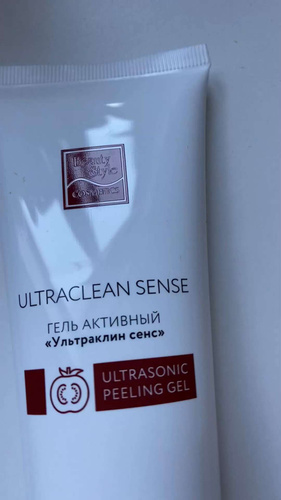 Beauty
Style
cosmetics
ULTRACLEAN SENSE
ГЕЛЬ АКТИВНЫЙ
«Ультраклин сенс»
ULTRASONIC
PEELING GEL